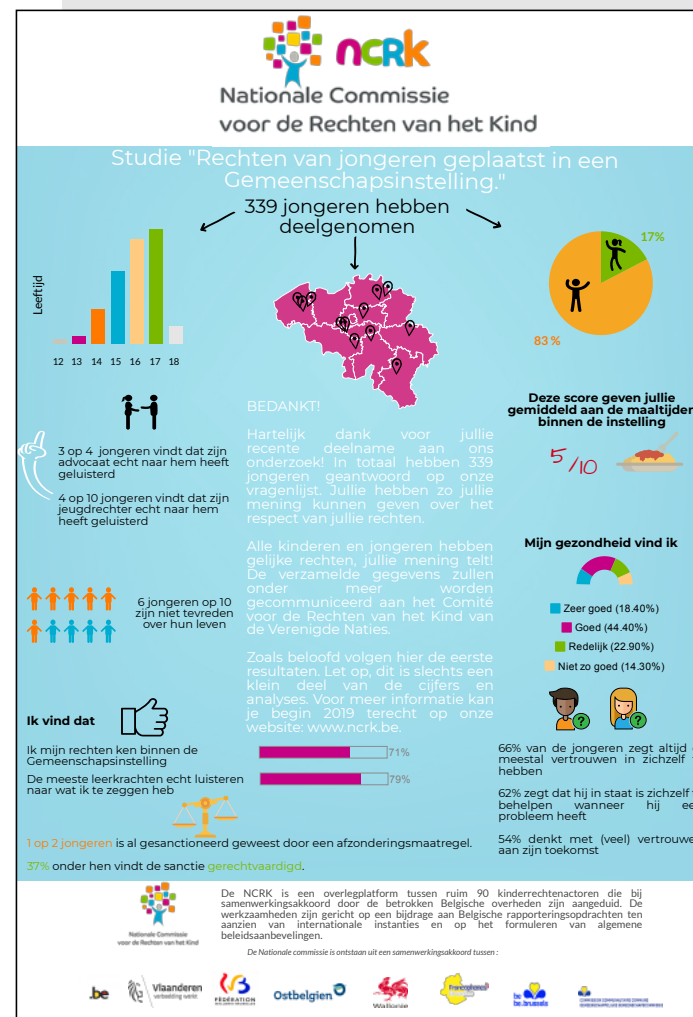 ncrk
Nationale Commissie
voor de Rechten van het Kind
Studie "Rechten van jongeren geplaatst in een
Gemeenschapsinstelling."
339 jongeren hebben
deelgenomen
Leeftijd
12 13 14 15 16 17 18
17%
83 %
3 op 4 jongeren vindt dat zijn
advocaat echt naar hem heeft
geluisterd
4 op 10 jongeren vindt dat zijn
jeugdrechter echt naar hem
heeft geluisterd
6 jongeren op 10
zijn niet tevreden
over hun leven
BEDANKT!
Hartelijk dank voor jullie
recente deelname aan ons
onderzoek! In totaal hebben 339
jongeren geantwoord op onze
vragenlijst. Jullie hebben zo jullie
mening kunnen geven over het
respect van jullie rechten.
Alle kinderen en jongeren hebben
gelijke rechten, jullie mening telt!
De verzamelde gegevens zullen
onder meer worden
gecommuniceerd aan het Comité
voor de Rechten van het Kind van
de Verenigde Naties.
Zoals beloofd volgen hier de eerste
resultaten. Let op, dit is slechts een
klein deel van de cijfers en
analyses. Voor meer informatie kan
je begin 2019 terecht op onze
website: www.ncrk.be.
Deze score geven jullie
gemiddeld aan de maaltijden
binnen de instelling
5/10
Mijn gezondheid vind ik
Zeer goed (18.40%)
Goed (44.40%)
Redelijk (22.90%)
Niet zo goed (14.30%)
66% van de jongeren zegt altijd
meestal vertrouwen in zichzelf
hebben
62% zegt dat hij in staat is zichzelf
behelpen wanneer hij
probleem heeft
54% denkt met (veel)
aan zijn toekomst
Ik vind dat
Ik mijn rechten ken binnen de
Gemeenschapsinstelling
71%
De meeste leerkrachten echt luisteren
naar wat ik te zeggen heb
79%
1 op 2 jongeren is al gesanctioneerd geweest door een afzonderingsmaatregel.
37% onder hen vindt de sanctie gerechtvaardigd.
Nationale Commissie
voor de Rechten van het Kind
De NCRK is een overlegplatform tussen ruim 90 kinderrechtenactoren die bij
samenwerkingsakkoord door de betrokken Belgische overheden zijn aangeduid. De
werkzaamheden zijn gericht op een bijdrage aan Belgische rapporteringsopdrachten ten
aanzien van internationale instanties en op het formuleren van algemene
beleidsaanbevelingen.
De Nationale commissie is ontstaan uit een samenwerkingsakkoord tussen :
.be
Vlaanderen
verbeelding werkt
FÉDÉRATION
Ostbelgien
Wallonie
be.brussels